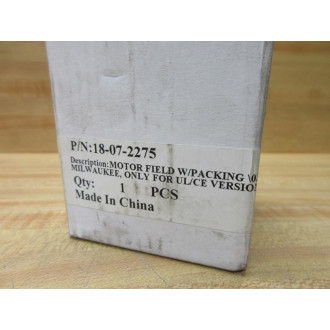 P/N:18-07-2275
Description:MOTOR FIELD W/PACKING
MILWAUKEE, ONLY FOR UL/CE VERSION
Qty: 1 PCS
Made In China